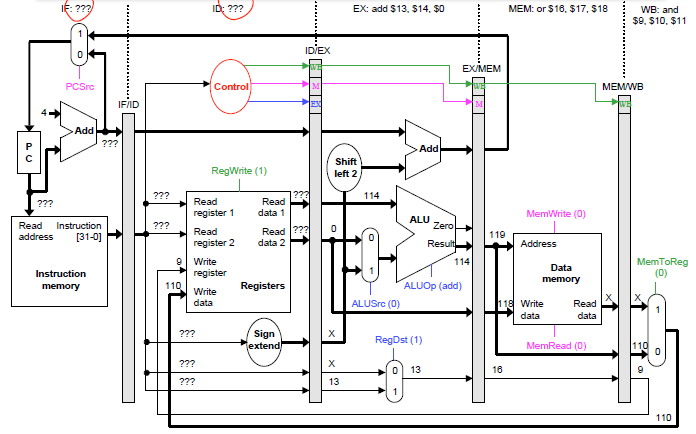 IF: ???
ID: ???
EX: add $13, $14, $0
MEM: or $16, $17, $18
WB: and
$9, $10, $11
1
0
PCSrc
4
Add
P
C
???
???
Read
address
Instruction
[31-0]
Instruction
memory
IF/ID
Control
RegWrite (1)
???
Read
register 1
Read
data 1
???
???
Read
register 2
Read
data 2
???
9
Write
register
110
Write
data
Registers
???
Sign
extend
???
???
ID/EX
WB
M
EX
Shift
left 2
Add
114
0
0
1
ALUSrc (0)
ALU
Zero
Result
114
ALUOp (add)
X
RegDst (1)
X
13
0
1
13
EX/MEM
WB
M
119
MemWrite (0)
Address
Data
memory
118
Write
data
Read
data
MemRead (0)
16
MEM/WB
WB
MemToReg
(0)
X
X
1
110
0
9
110